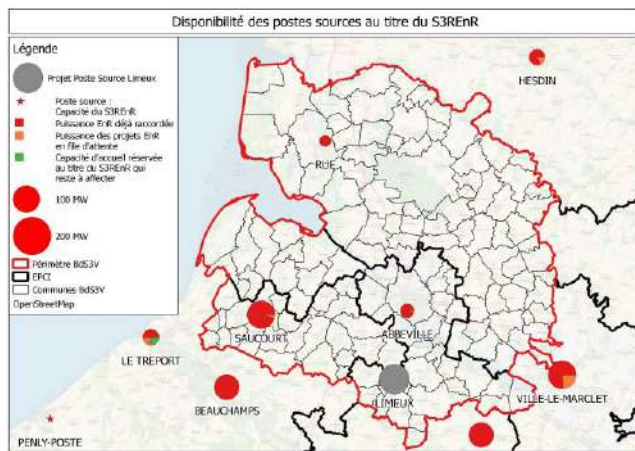 Disponibilité des postes sources au titre du S3REnR
Légende
Projet Poste Source Limeux
Poste source :
Capacité du S3REnR
Puissance EnR déjà raccordée
Puissance des projets EnR
en file d'attente
Capacité d'accueil réservée
au titre du S3REnR qui
reste à affecter
100 MW
200 MW
Périmètre BdS3V
EPCI
Communes BdS3V
OpenStreetMap
HESDIN
RUE
SAUCOURT
ABBEVILLE
LE TREPORT
LIMEUX
VILLE-LE-MARCLET
BEAUCHAMPS
PENLY-POSTE